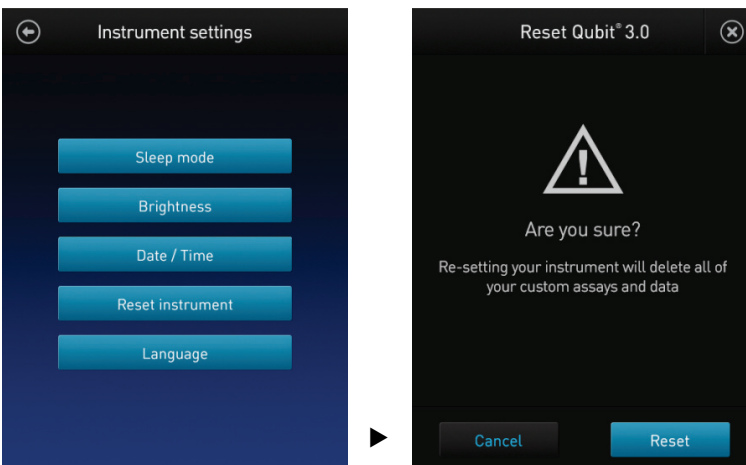 Instrument settings
Sleep mode
Brightness
Date / Time
Reset instrument
Language
Reset Qubit® 3.0
Are you sure?
Re-setting your instrument will delete all of
your custom assays and data
Cancel
Reset